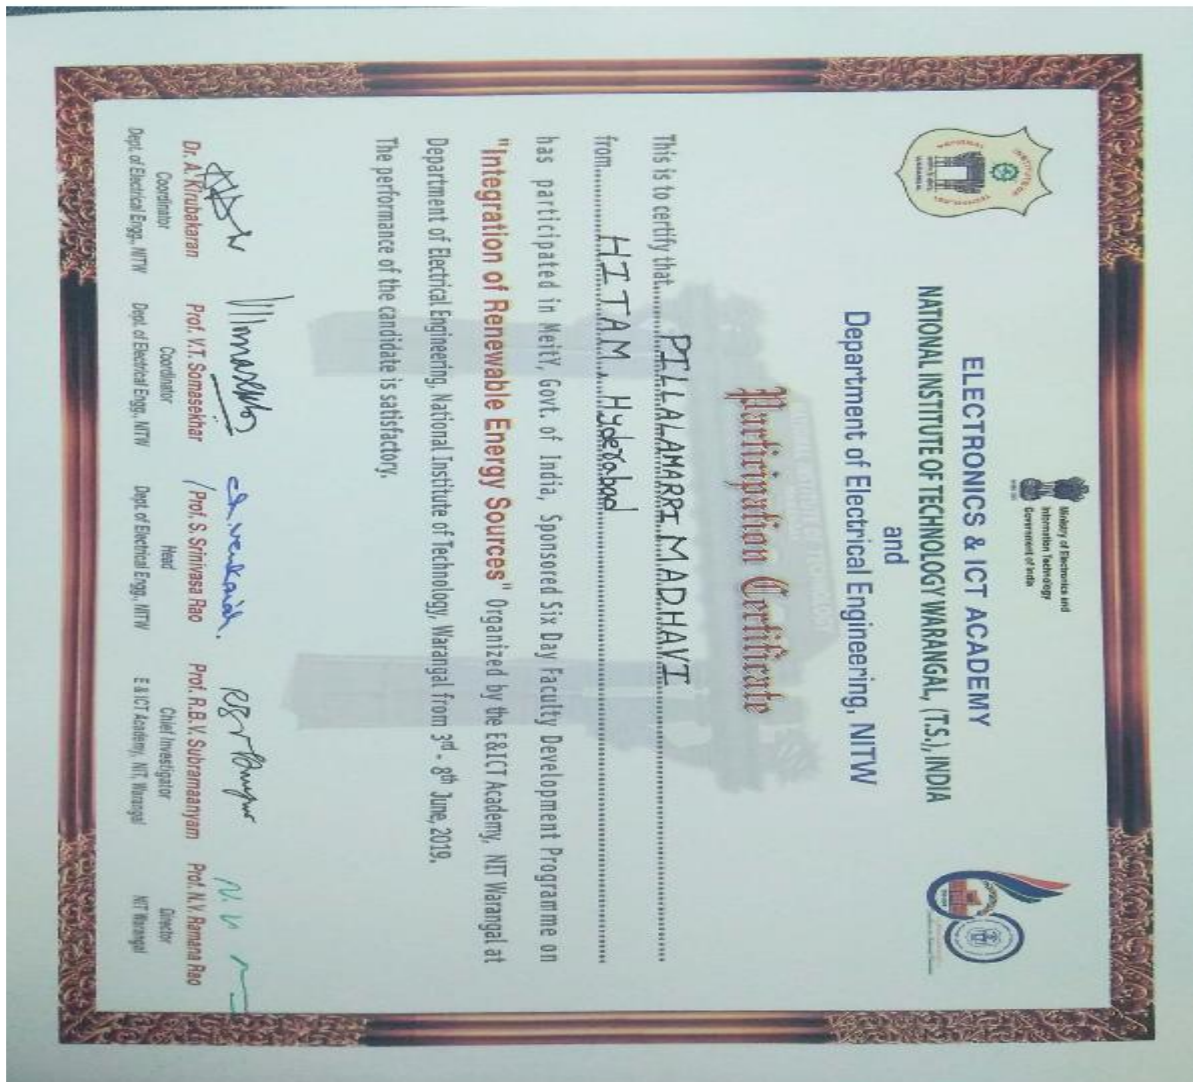 Ministry of Electronics and
Information Technology
Government of India
ELECTRONICS & ICT ACADEMY
NATIONAL INSTITUTE OF TECHNOLOGY WARANGAL, (T.S.), INDIA
and
Department of Electrical Engineering, NITW
Participation Certificate
This is to certify that PILLALAMARRI MADHAVI
from HITAM, Hyderabad
has participated in MeitY, Govt. of India, Sponsored Six Day Faculty Development Programme on
"Integration of Renewable Energy Sources" Organized by the E&ICT Academy, NIT Warangal at
Department of Electrical Engineering, National Institute of Technology, Warangal from 3rd - 8th June, 2019.
The performance of the candidate is satisfactory.
ch. venkaiah
Dr. A. Kirubakaran Prof. V.T. Somasekhar /Prof. S. Srinivasa Rao Prof. R.B.V. Subramaanyam Prof. N.V. Ramana Rao
Coordinator Coordinator Head Chief Investigator Director
Dept. of Electrical Engg., NITW Dept. of Electrical Engg., NITW Dept. of Electrical Engg., NITW E & ICT Academy, NIT, Warangal NIT Warangal